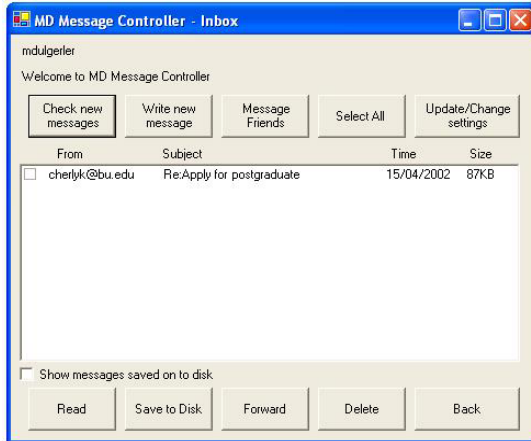 MD Message Controller - Inbox
mdulgerler
Welcome to MD Message Controller
Check new messages
Write new message
Message Friends
Select All
Update/Change settings
From Subject Time Size
cherlyk@bu.edu Re:Apply for postgraduate 15/04/2002 87KB
Show messages saved on to disk
Read Save to Disk Forward Delete Back